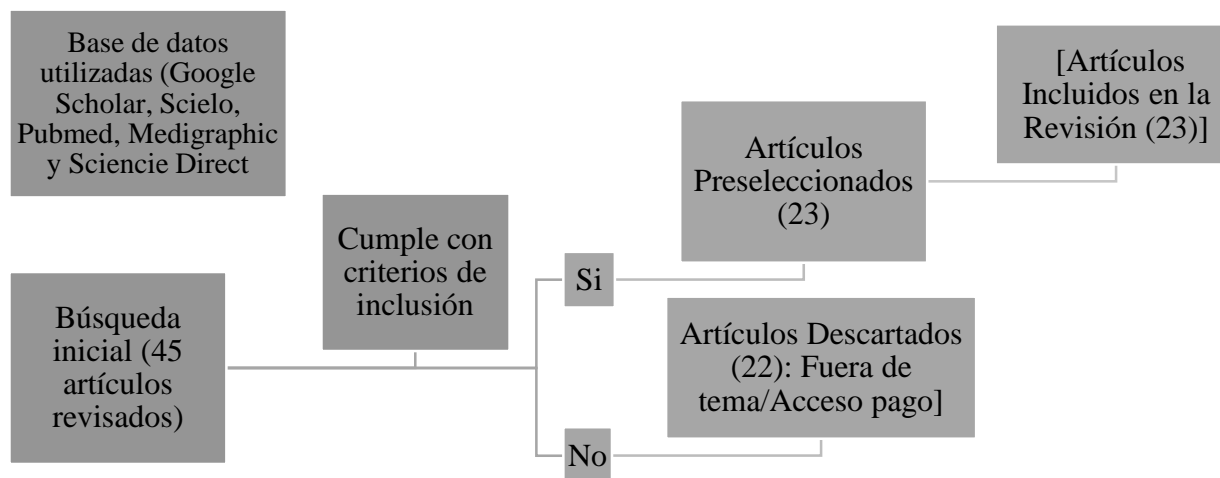 Base de datos
utilizadas (Google
Scholar, Scielo,
Pubmed, Medigraphic
y Sciencie Direct
Búsqueda
inicial (45
artículos
revisados)
Cumple con
criterios de
inclusión
Si
Artículos
Preseleccionados
(23)
[Artículos
Incluidos en la
Revisión (23)]
No
Artículos Descartados
(22): Fuera de
tema/Acceso pago]